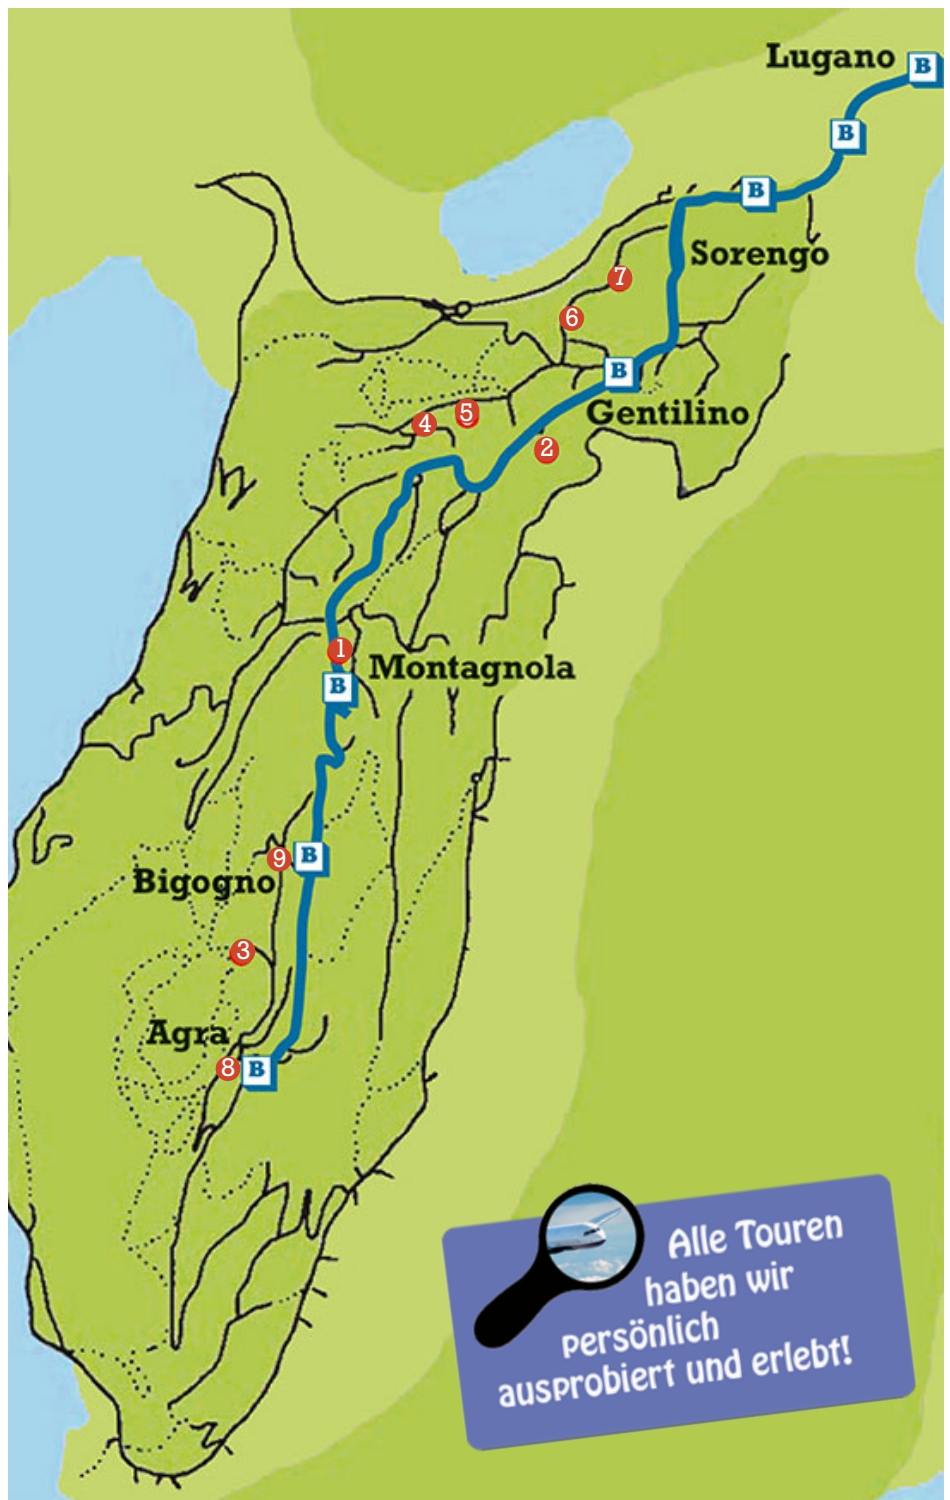 Lugano
B
B
B
Sorengo
7
6
B
Gentilino
5
4
2
1
Montagnola
B
9
B
Bigogno
3
Agra
8
B
Alle Touren
haben wir
persönlich
ausprobiert und erlebt!